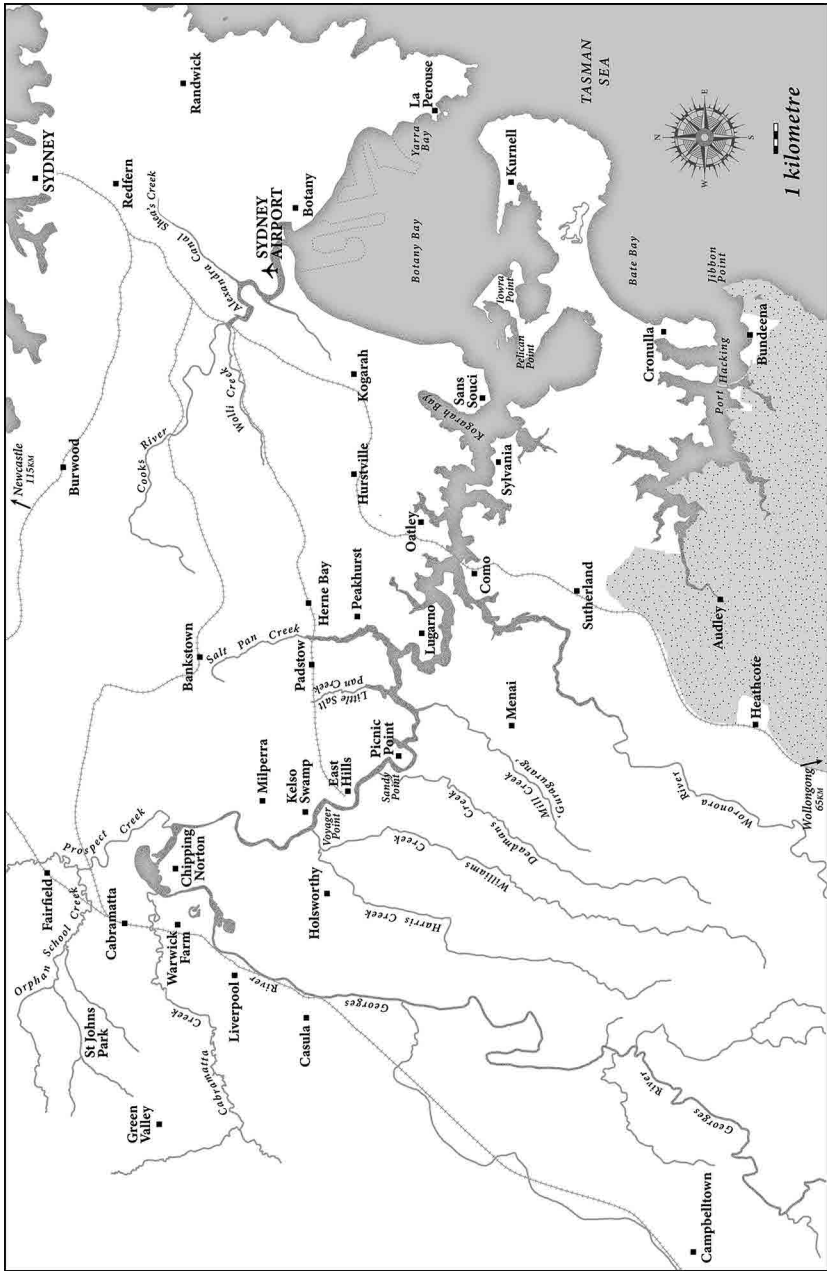 Newcastle
115KM
SYDNEY
Randwick
Redfern
Shea's Creek
Burwood
Alexandra Canal
SYDNEY
AIRPORT
Botany
Cooks River
Wolli Creek
La
Perouse
Yarra
Bay
TASMAN
SEA
Fairfield
Prospect Creek
Orphan School Creek
Cabramatta
St Johns
Park
Green
Valley
Chipping
Norton
Warwick
Farm
Cabramatta
Creek
Liverpool
Bankstown
Salt Pan Creek
Milperra
Kelso
Swamp
East
Hills
Padstow
Herne Bay
Peakhurst
Hurstville
Kogarah
Botany Bay
Kurnell
Towra
Point
Pelican
Point
Sans
Souci
Kogarah Bay
Sylvania
Oatley
Como
Lugarno
Little Salt
Pan Creek
Picnic
Point
Sandy
Point
Voyager
Point
Holsworthy
Casula
Georges
River
Harris Creek
Williams
Creek
Deadmans
Creek
Mill Creek,
'Guragurang'
Menai
Woronora
River
Sutherland
Bate Bay
Cronulla
Jibbon
Point
Port Hacking
Bundeena
Audley
Heathcote
Wollongong
65KM
Georges
River
Campbelltown
N
E
S
W
1 kilometre